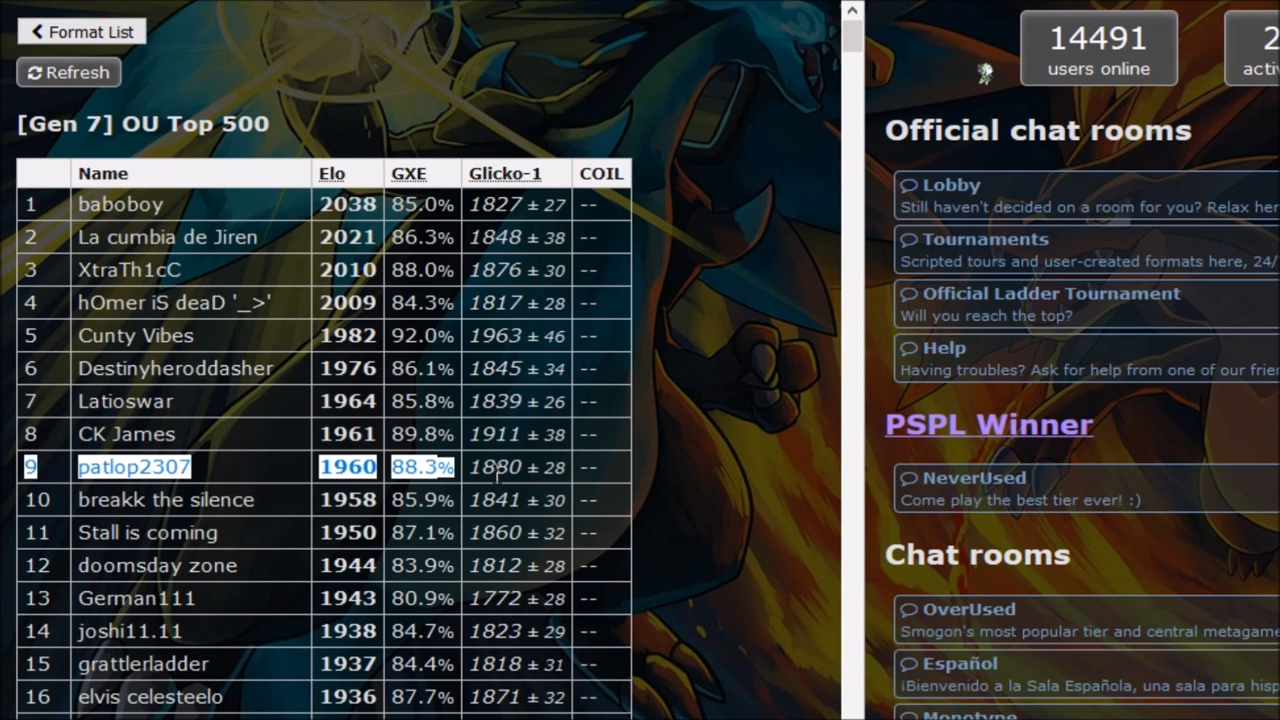 Format List
Refresh
[Gen 7] OU Top 500
Name Elo GXE Glicko-1 COIL
1 baboboy 2038 85.0% 1827 ± 27 --
2 La cumbia de Jiren 2021 86.3% 1848 ± 38 --
3 XtraTh1cC 2010 88.0% 1876 ± 30 --
4 hOmer iS deaD '_>' 2009 84.3% 1817 ± 28 --
5 Cunty Vibes 1982 92.0% 1963 ± 46 --
6 Destinyheroddasher 1976 86.1% 1845 ± 34 --
7 Latioswar 1964 85.8% 1839 ± 26 --
8 CK James 1961 89.8% 1911 ± 38 --
9 patlop2307 1960 88.3% 1880 ± 28 --
10 breakk the silence 1958 85.9% 1841 ± 30 --
11 Stall is coming 1950 87.1% 1860 ± 32 --
12 doomsday zone 1944 83.9% 1812 ± 28 --
13 German111 1943 80.9% 1772 ± 28 --
14 joshi11.11 1938 84.7% 1823 ± 29 --
15 grattlerladder 1937 84.4% 1818 ± 31 --
16 elvis celesteelo 1936 87.7% 1871 ± 32 --
14491
users online
2
activ
Official chat rooms
Lobby
Still haven't decided on a room for you? Relax her
Tournaments
Scripted tours and user-created formats here, 24/
Official Ladder Tournament
Will you reach the top?
Help
Having troubles? Ask for help from one of our frien
PSPL Winner
NeverUsed
Come play the best tier ever! :)
Chat rooms
OverUsed
Smogon's most popular tier and central metagame
Español
¡Bienvenido a la Sala Española, una sala para hisp
Monotype